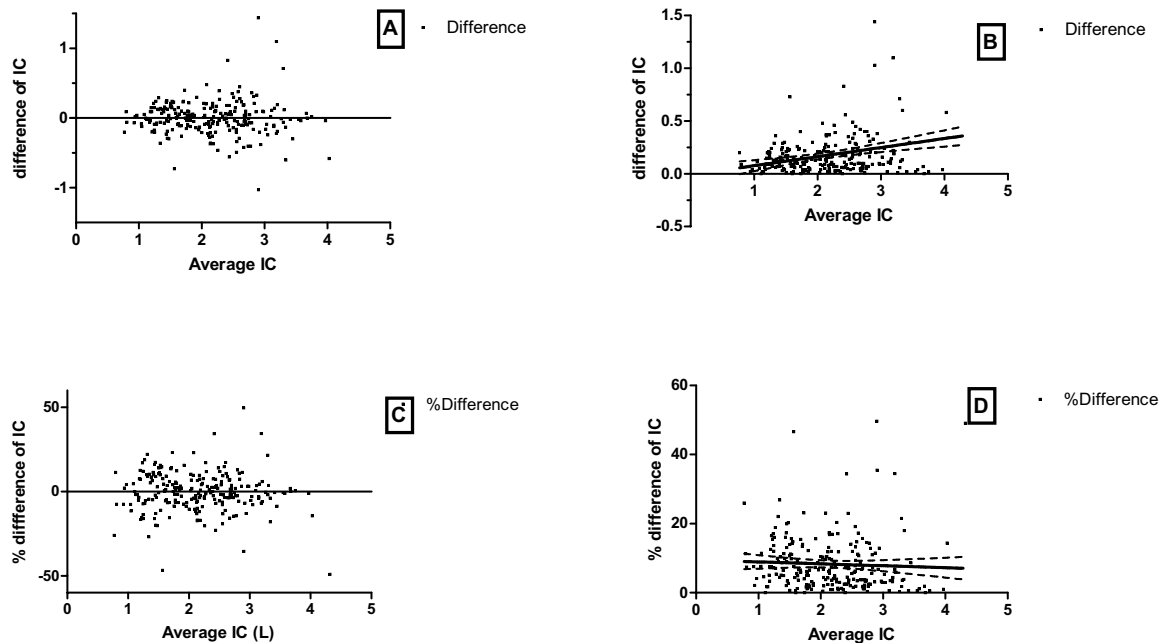 A
Difference
1
0
-1
difference of IC
0 1 2 3 4 5
Average IC
B
Difference
1.5
1.0
0.5
0.0
-0.5
difference of IC
1 2 3 4 5
Average IC
C
%Difference
50
0
-50
% diffference of IC
0 1 2 3 4 5
Average IC (L)
D
%Difference
60
40
20
0
% difference of IC
0 1 2 3 4 5
Average IC